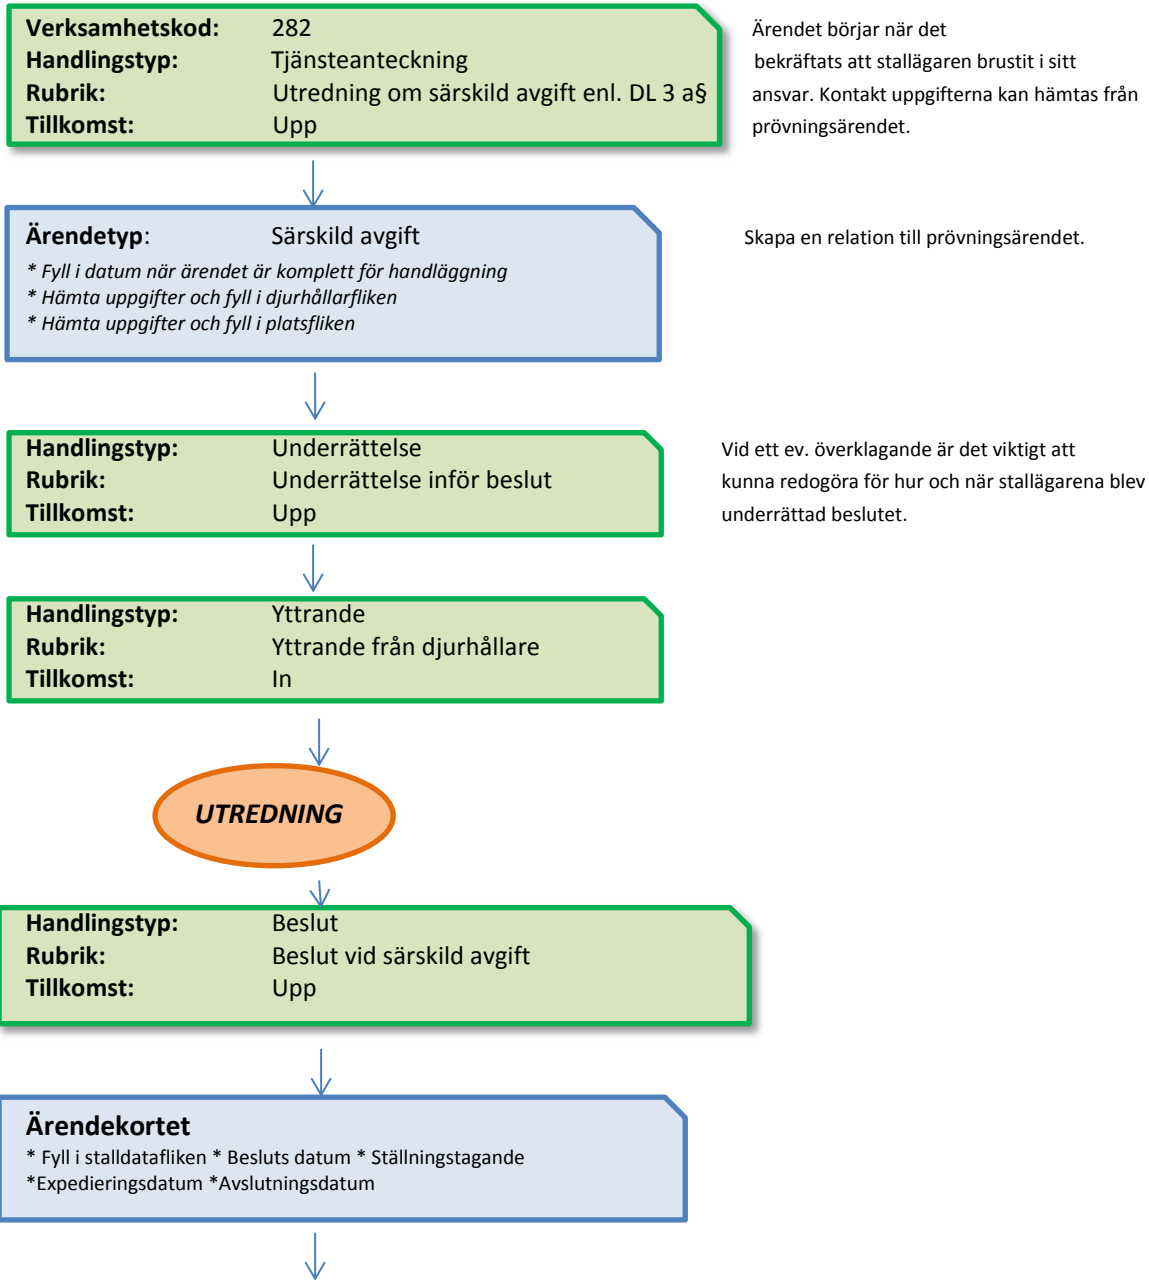 Verksamhetskod: 282
Handlingstyp: Tjänsteanteckning
Rubrik: Utredning om särskild avgift enl. DL 3 a§
Tillkomst: Upp
Ärendet börjar när det
bekräftats att stallägaren brustit i sitt
ansvar. Kontakt uppgifterna kan hämtas från
prövningsärendet.
Ärendetyp: Särskild avgift
* Fyll i datum när ärendet är komplett för handläggning
* Hämta uppgifter och fyll i djurhållarfliken
* Hämta uppgifter och fyll i platsfliken
Skapa en relation till prövningsärendet.
Handlingstyp: Underrättelse
Rubrik: Underrättelse inför beslut
Tillkomst: Upp
Vid ett ev. överklagande är det viktigt att
kunna redogöra för hur och när stallägarena blev
underrättad beslutet.
Handlingstyp: Yttrande
Rubrik: Yttrande från djurhållare
Tillkomst: In
UTREDNING
Handlingstyp: Beslut
Rubrik: Beslut vid särskild avgift
Tillkomst: Upp
Ärendekortet
* Fyll i stalldatafliken * Besluts datum * Ställningstagande
*Expedieringsdatum *Avslutningsdatum